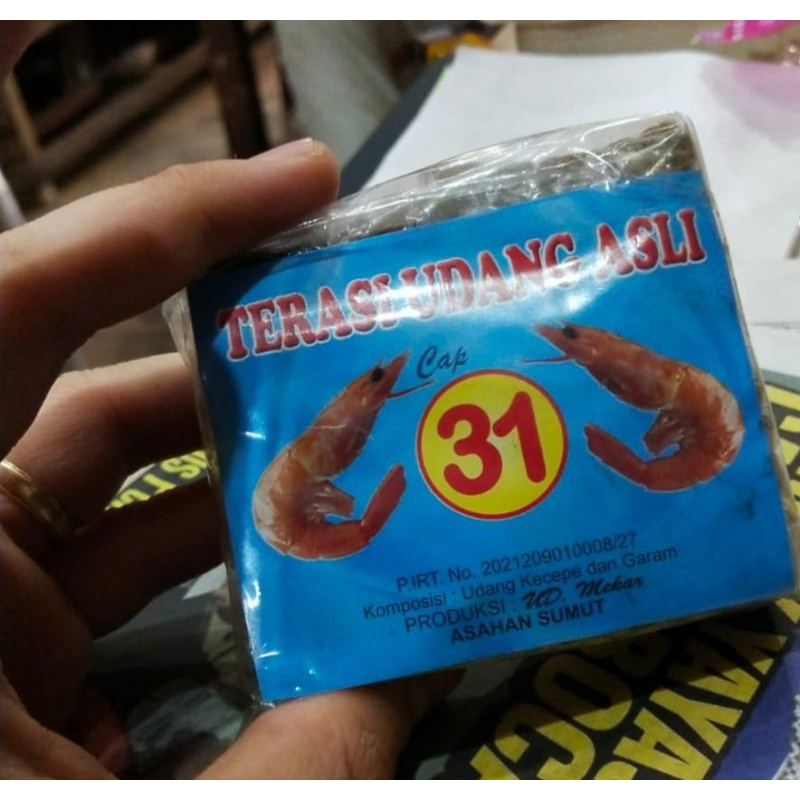 TERASI UDANG ASLI
Cap
31
P.IRT. No. 2021209010008/27
Komposisi : Udang Kecepe dan Garam
PRODUKSI : UD. Mekar
ASAHAN SUMUT